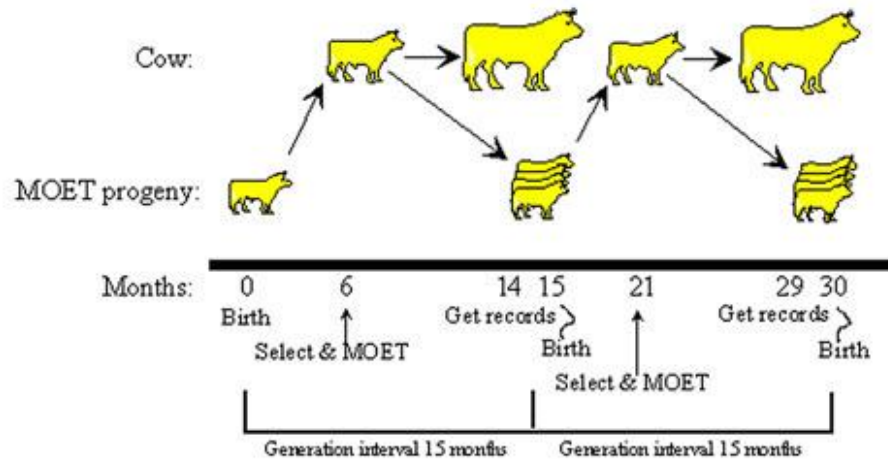 Cow:
MOET progeny:
Months: 0 6 14 15 21 29 30
Birth Get records Get records
Select & MOET Birth Birth
Select & MOET
Generation interval 15 months Generation interval 15 months